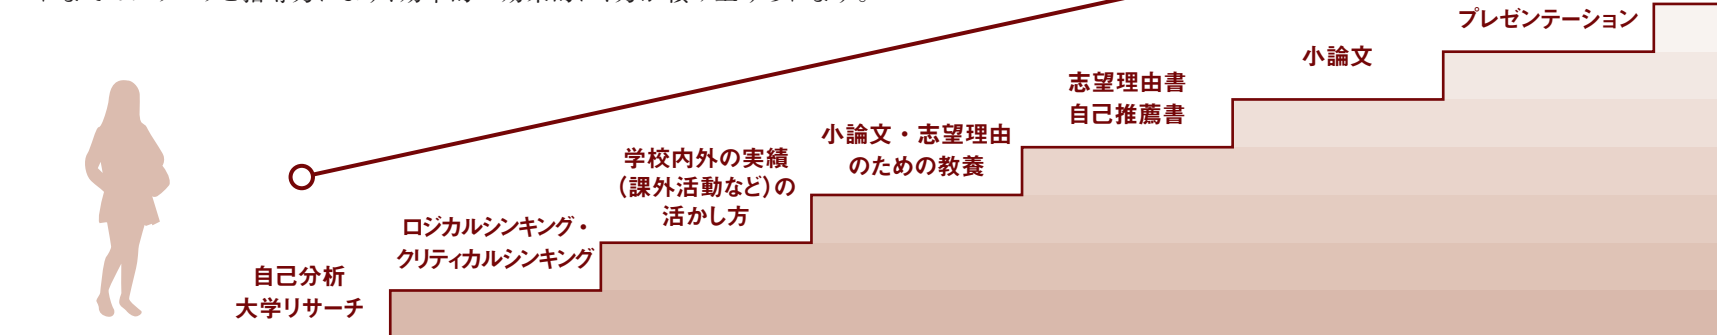 自己分析
大学リサーチ
ロジカルシンキング・
クリティカルシンキング
学校内外の実績
（課外活動など）の
活かし方
小論文・志望理由
のための教養
志望理由書
自己推薦書
小論文
プレゼンテーション